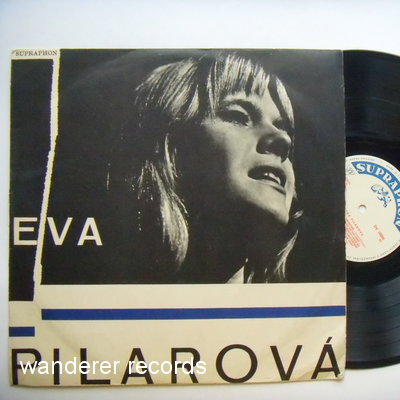 SUPRAPHON
EVA
PILAROVÁ
wanderer records
SUPRAPHON